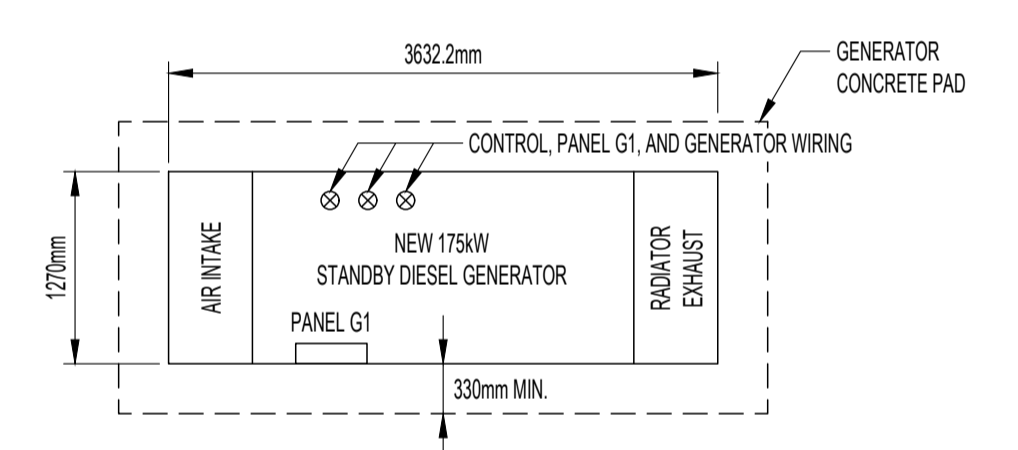 3632.2mm
GENERATOR
CONCRETE PAD
CONTROL, PANEL G1, AND GENERATOR WIRING
1270mm
AIR INTAKE
NEW 175kW
STANDBY DIESEL GENERATOR
RADIATOR
EXHAUST
PANEL G1
330mm MIN.